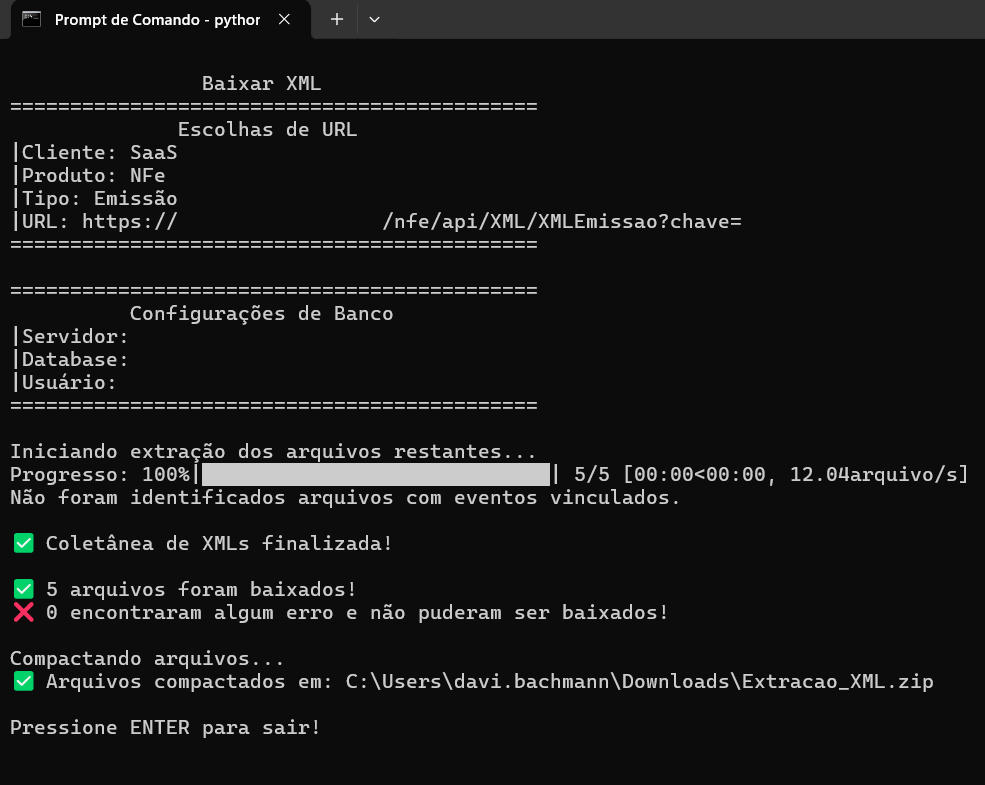 Prompt de Comando - python
Baixar XML
============================================
Escolhas de URL
|Cliente: SaaS
|Produto: NFe
|Tipo: Emissão
|URL: https:// /nfe/api/XML/XMLEmissao?chave=
============================================
============================================
Configurações de Banco
|Servidor:
|Database:
|Usuário:
============================================
Iniciando extração dos arquivos restantes...
Progresso: 100%|█████████████████████████████| 5/5 [00:00<00:00, 12.04arquivo/s]
Não foram identificados arquivos com eventos vinculados.
✅ Coletânea de XMLs finalizada!
✅ 5 arquivos foram baixados!
❌ 0 encontraram algum erro e não puderam ser baixados!
Compactando arquivos...
✅ Arquivos compactados em: C:\Users\davi.bachmann\Downloads\Extracao_XML.zip
Pressione ENTER para sair!